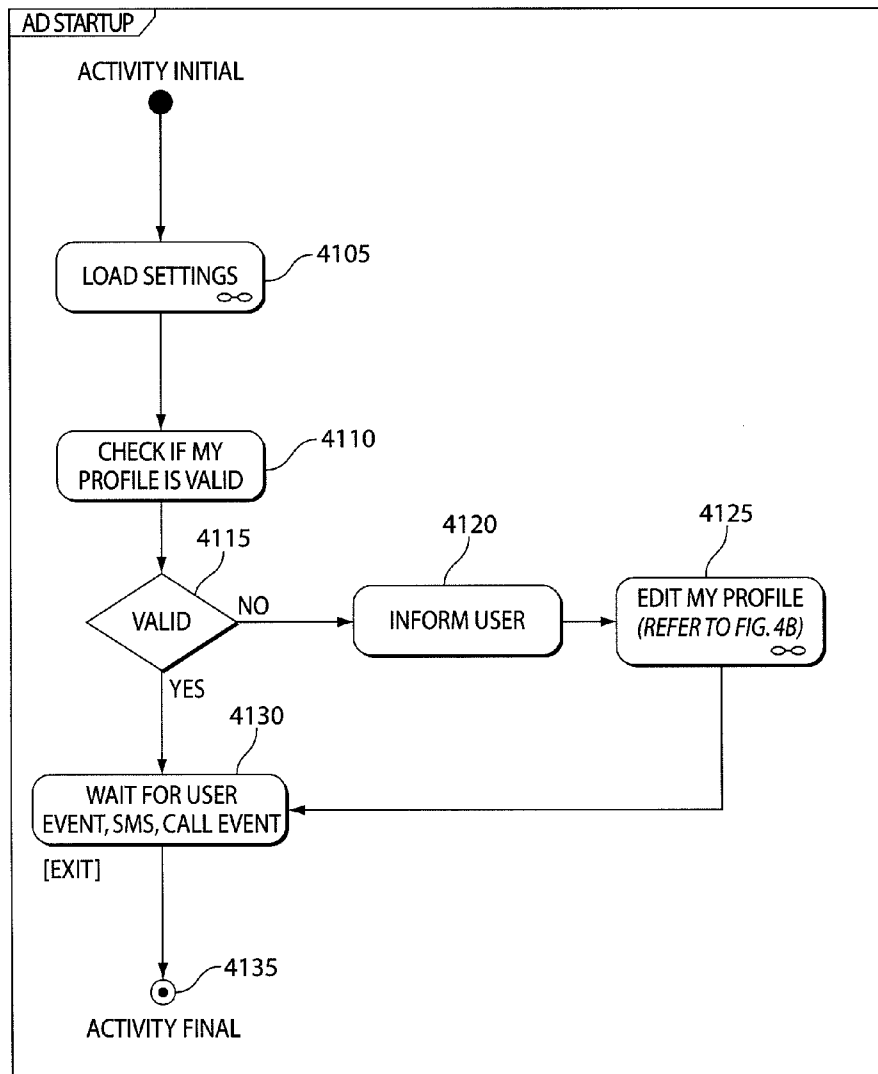 AD STARTUP
ACTIVITY INITIAL
LOAD SETTINGS
4105
CHECK IF MY
PROFILE IS VALID
4110
4115
VALID
NO
YES
4120
INFORM USER
4125
EDIT MY PROFILE
(REFER TO FIG. 4B)
4130
WAIT FOR USER
EVENT, SMS, CALL EVENT
[EXIT]
4135
ACTIVITY FINAL